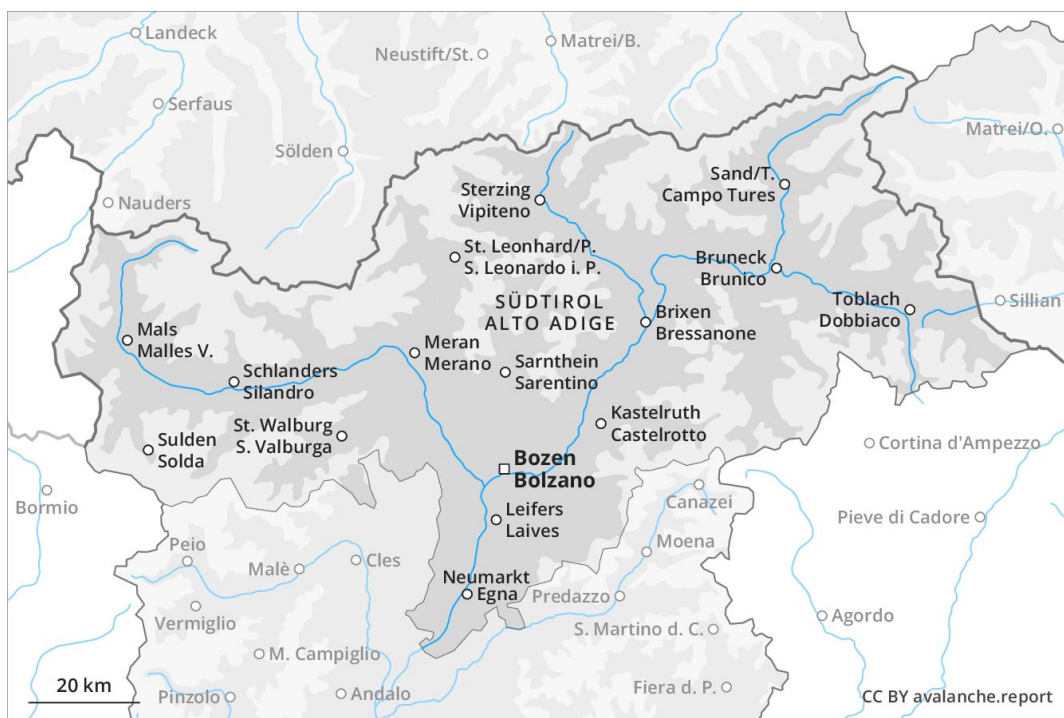 Landeck
Neustift/St.
Matrei/B.
Serfaus
Matrei/O.
Sölden
Sand/T.
Campo Tures
Sterzing
Vipiteno
Nauders
St. Leonhard/P.
S. Leonardo i. P.
Bruneck
Brunico
SÜDTIROL
ALTO ADIGE
Toblach
Dobbiaco
Sillian
Brixen
Bressanone
Mals
Malles V.
Meran
Merano
Sarnthein
Sarentino
Schlanders
Silandro
Kastelruth
Castelrotto
St. Walburg
S. Valburga
Sulden
Solda
Cortina d'Ampezzo
Bozen
Bolzano
Bormio
Canazei
Leifers
Laives
Pieve di Cadore
Moena
Peio
Cles
Malè
Neumarkt
Egna
Predazzo
Vermiglio
Agordo
S. Martino d. C.
M. Campiglio
20 km
Pinzolo
Andalo
Fiera d. P.
CC BY avalanche.report